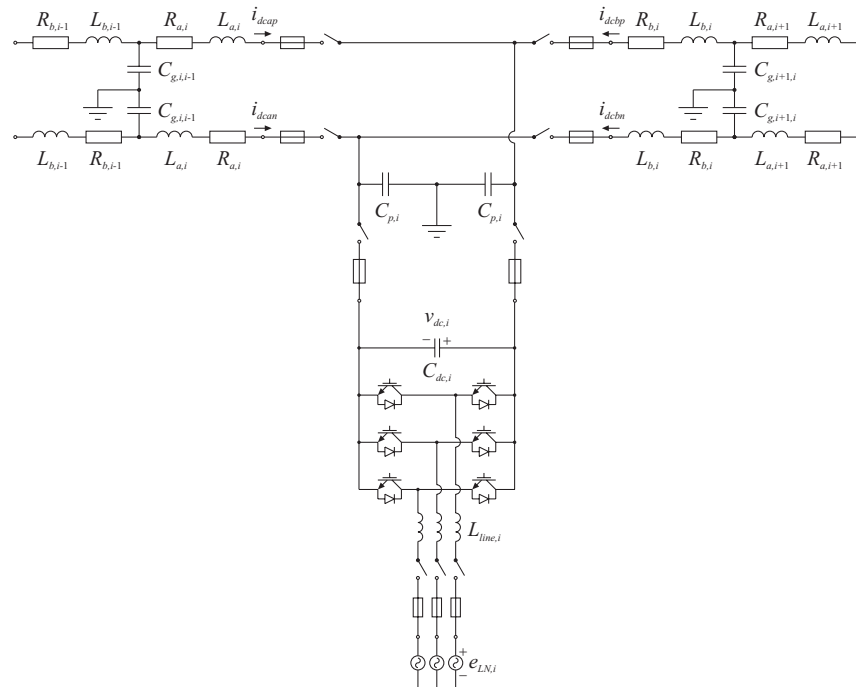 R_{b,i-1} L_{b,i-1} R_{a,i} L_{a,i} i_{dcap} i_{dcbp} R_{b,i} L_{b,i} R_{a,i+1} L_{a,i+1}
C_{g,i,i-1} C_{g,i+1,i}
C_{g,i,i-1} i_{dcan} i_{dcbn} C_{g,i+1,i}
L_{b,i-1} R_{b,i-1} L_{a,i} R_{a,i} L_{b,i} R_{b,i} L_{a,i+1} R_{a,i+1}
C_{p,i} C_{p,i}
v_{dc,i}
− +
C_{dc,i}
L_{line,i}
+
e_{LN,i}
−